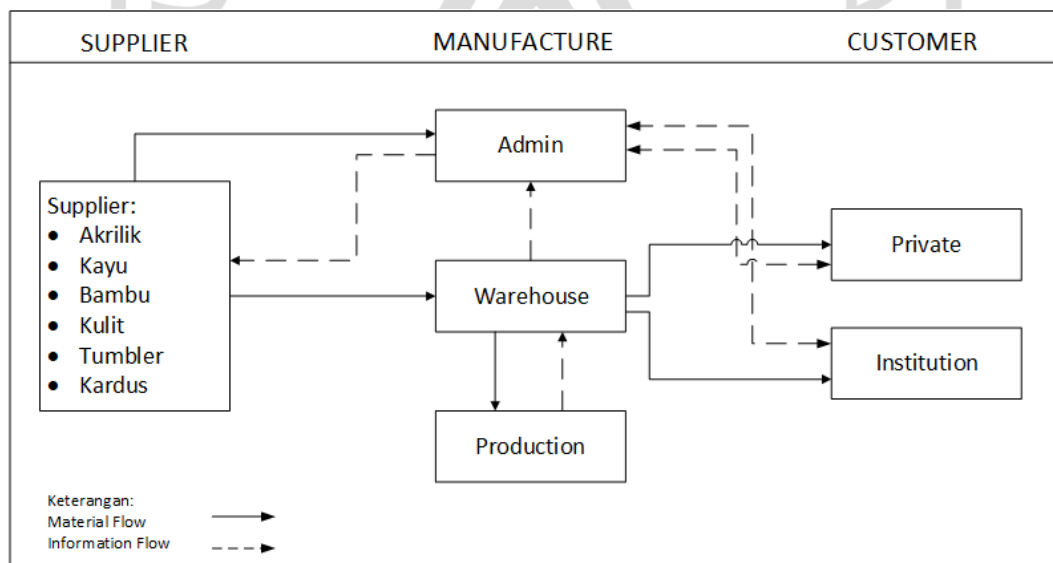 SUPPLIER
MANUFACTURE
CUSTOMER
Admin
Supplier:
• Akrilik
• Kayu
• Bambu
• Kulit
• Tumbler
• Kardus
Warehouse
Production
Private
Institution
Keterangan:
Material Flow
Information Flow